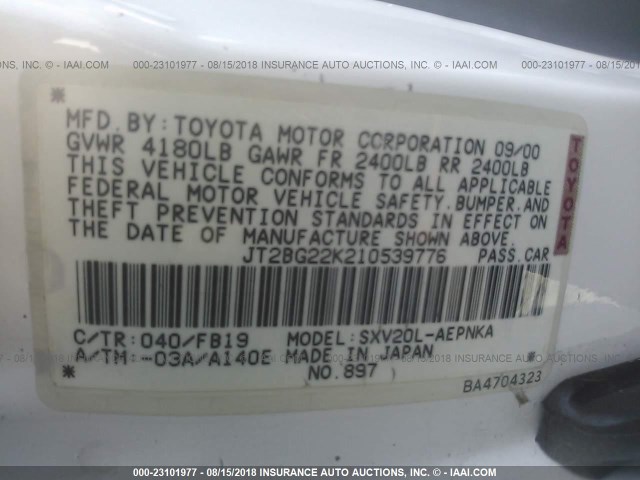 000-23101977 - 08/15/2018 - INSURANCE AUTO AUCTIONS - IAAI.COM
MFD.BY:TOYOTA MOTOR CORPORATION 09/00
GVWR 4180LB GAWR FR 2400LB RR 2400LB
THIS VEHICLE CONFORMS TO ALL APPLICABLE
FEDERAL MOTOR VEHICLE SAFETY.BUMPER.AND
THEFT PREVENTION STANDARDS IN EFFECT ON
THE DATE OF MANUFACTURE SHOWN ABOVE.
TOYOTA
JT2BG22K210539776 PASS.CAR
C/TR:040/FB19 MODEL:SXV20L-AEPNKA
A/TM:-03A/A140E MADE IN JAPAN
NO.897
BA4704323
000-23101977 - 08/15/2018 - INSURANCE AUTO AUCTIONS - IAAI.COM
000-23101977 - 08/15/2018 - INSURANCE AUTO AUCTIONS - IAAI.COM